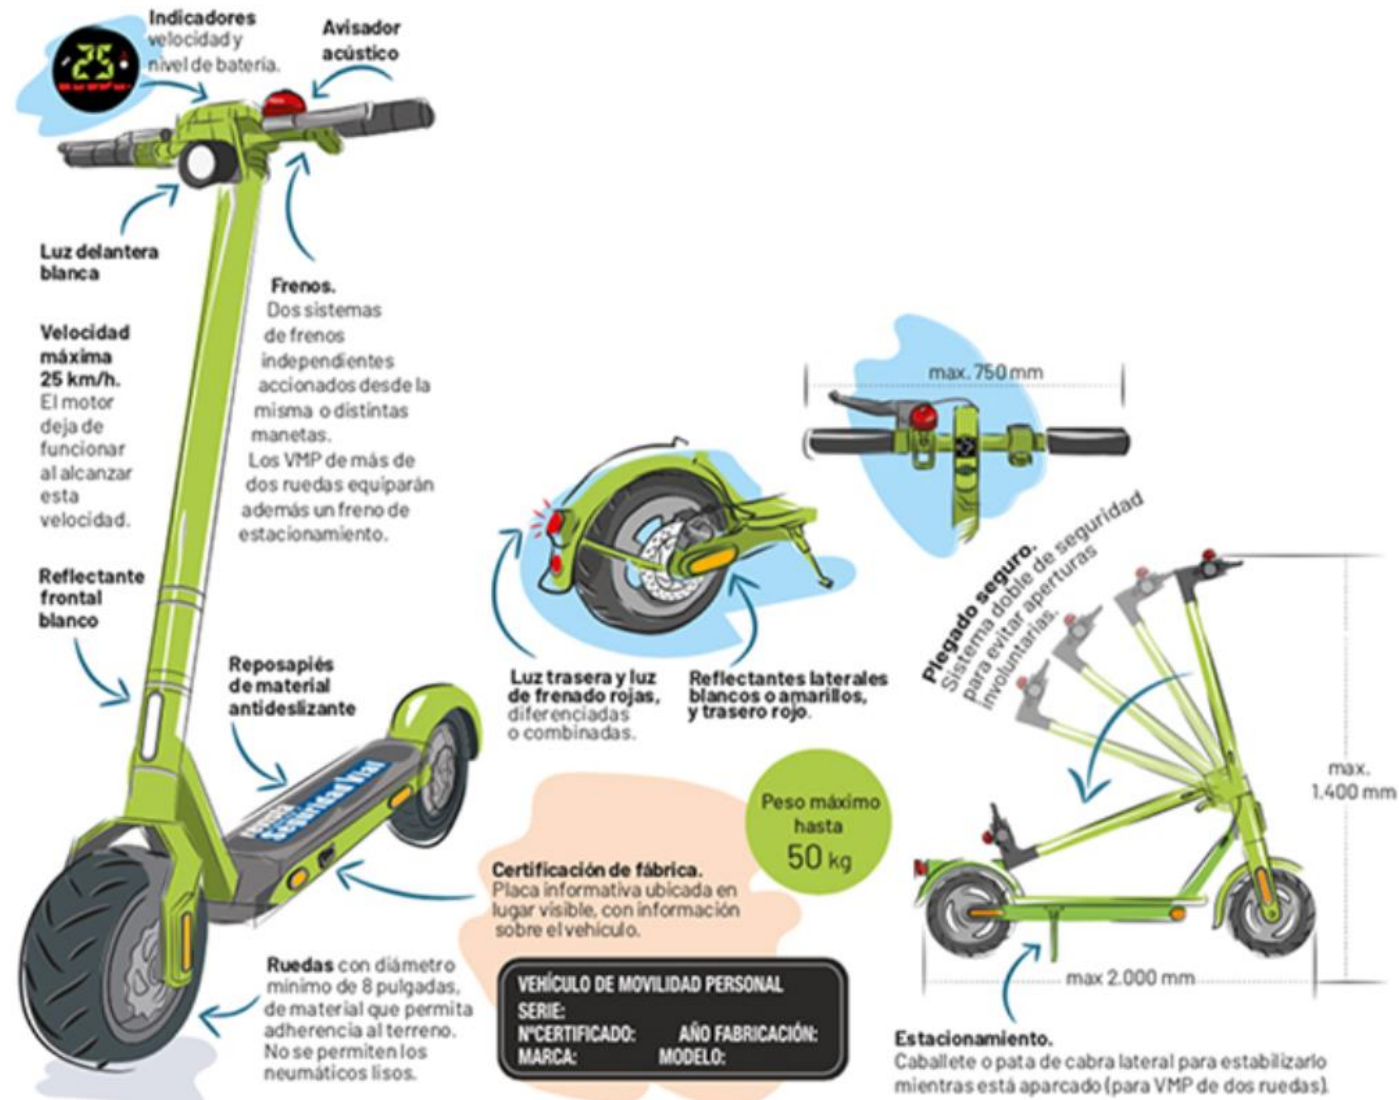 Indicadores
velocidad y
nivel de batería.
Avisador
acústico
25
Luz delantera
blanca
Velocidad
máxima
25 km/h.
El motor
deja de
funcionar
al alcanzar
esta
velocidad.
Frenos.
Dos sistemas
de frenos
independientes
accionados desde la
misma o distintas
manetas.
Los VMP de más de
dos ruedas equiparán
además un freno de
estacionamiento.
Reflectante
frontal
blanco
Reposapiés
de material
antideslizante
Seguridad Vial
Ruedas con diámetro
mínimo de 8 pulgadas,
de material que permita
adherencia al terreno.
No se permiten los
neumáticos lisos.
Luz trasera y luz
de frenado rojas,
diferenciadas
o combinadas.
Reflectantes laterales
blancos o amarillos,
y trasero rojo.
max. 750 mm
Plegado seguro.
Sistema doble de seguridad
para evitar aperturas
involuntarias.
max.
1.400 mm
max 2.000 mm
Peso máximo
hasta
50 kg
Certificación de fábrica.
Placa informativa ubicada en
lugar visible, con información
sobre el vehículo.
VEHÍCULO DE MOVILIDAD PERSONAL
SERIE:
NºCERTIFICADO: AÑO FABRICACIÓN:
MARCA: MODELO:
Estacionamiento.
Caballete o pata de cabra lateral para estabilizarlo
mientras está aparcado (para VMP de dos ruedas).